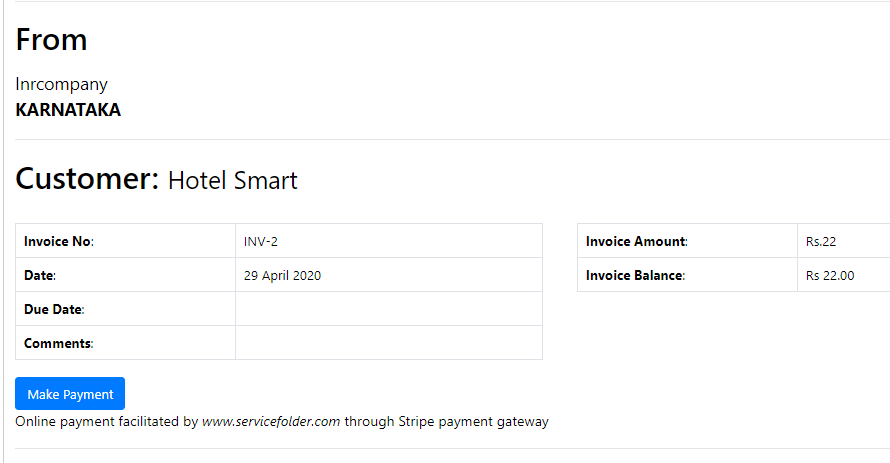 From
Inrcompany
KARNATAKA
Customer: Hotel Smart
Invoice No: INV-2
Date: 29 April 2020
Due Date:
Comments:
Invoice Amount: Rs.22
Invoice Balance: Rs 22.00
Make Payment
Online payment facilitated by www.servicefolder.com through Stripe payment gateway